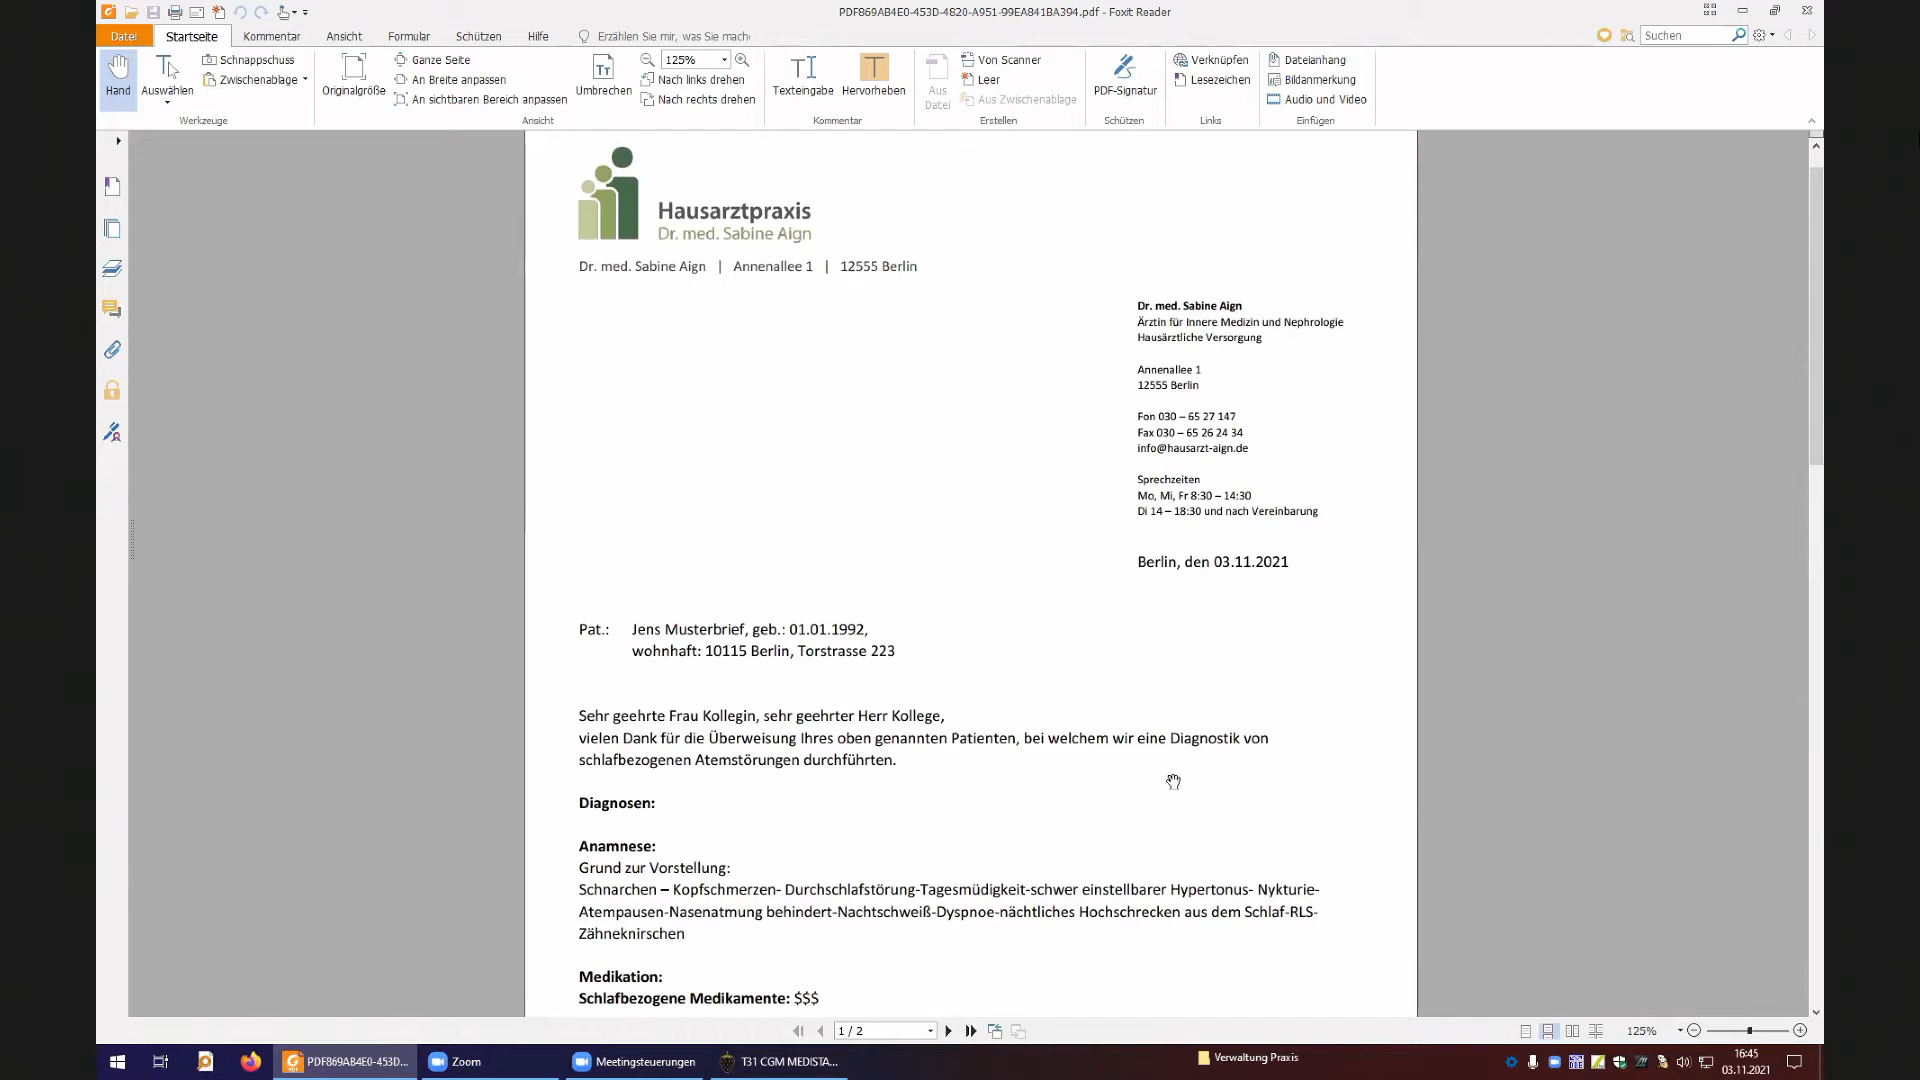 PDF869AB4E0-453D-4820-A951-99EA841BA394.pdf - Foxit Reader
Datei Startseite Kommentar Ansicht Formular Schützen Hilfe Erzählen Sie mir, was Sie mach Suchen
Hand
Auswählen
Schnappschuss
Zwischenablage
Werkzeuge
Originalgröße
Ganze Seite
An Breite anpassen
An sichtbaren Bereich anpassen
Umbrechen
125%
Nach links drehen
Nach rechts drehen
Ansicht
Texteingabe
Hervorheben
Kommentar
Aus Datei
Von Scanner
Leer
Aus Zwischenablage
Erstellen
PDF-Signatur
Schützen
Verknüpfen
Lesezeichen
Links
Dateianhang
Bildanmerkung
Audio und Video
Einfügen
Hausarztpraxis
Dr. med. Sabine Aign
Dr. med. Sabine Aign | Annenallee 1 | 12555 Berlin
Dr. med. Sabine Aign
Ärztin für Innere Medizin und Nephrologie
Hausärztliche Versorgung
Annenallee 1
12555 Berlin
Fon 030 – 65 27 147
Fax 030 – 65 26 24 34
info@hausarzt-aign.de
Sprechzeiten
Mo, Mi, Fr 8:30 – 14:30
Di 14 – 18:30 und nach Vereinbarung
Berlin, den 03.11.2021
Pat.: Jens Musterbrief, geb.: 01.01.1992,
wohnhaft: 10115 Berlin, Torstrasse 223
Sehr geehrte Frau Kollegin, sehr geehrter Herr Kollege,
vielen Dank für die Überweisung Ihres oben genannten Patienten, bei welchem wir eine Diagnostik von
schlafbezogenen Atemstörungen durchführten.
Diagnosen:
Anamnese:
Grund zur Vorstellung:
Schnarchen – Kopfschmerzen- Durchschlafstörung-Tagesmüdigkeit-schwer einstellbarer Hypertonus- Nykturie-
Atempausen-Nasenatmung behindert-Nachtschweiß-Dyspnoe-nächtliches Hochschrecken aus dem Schlaf-RLS-
Zähneknirschen
Medikation:
Schlafbezogene Medikamente: $$$
1 / 2
125%
PDF869AB4E0-453D...
Zoom
Meetingsteuerungen
T31 CGM MEDISTA...
Verwaltung Praxis
16:45
03.11.2021